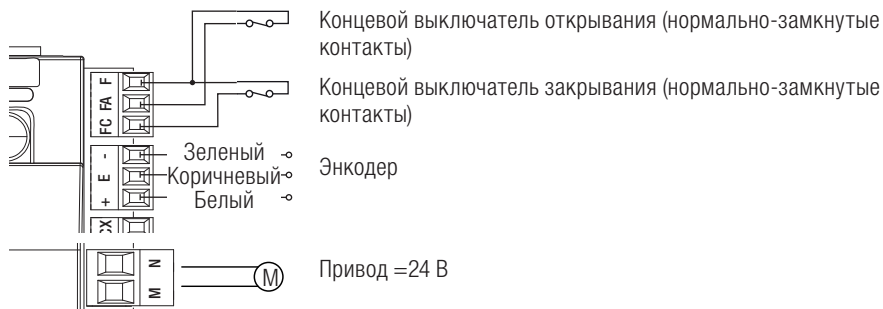 Концевой выключатель открывания (нормально-замкнутые
контакты)
Концевой выключатель закрывания (нормально-замкнутые
контакты)
F
FA
FC
Зеленый
Коричневый
Белый
Энкодер
-
E
+
CX
N
M
M
Привод =24 В